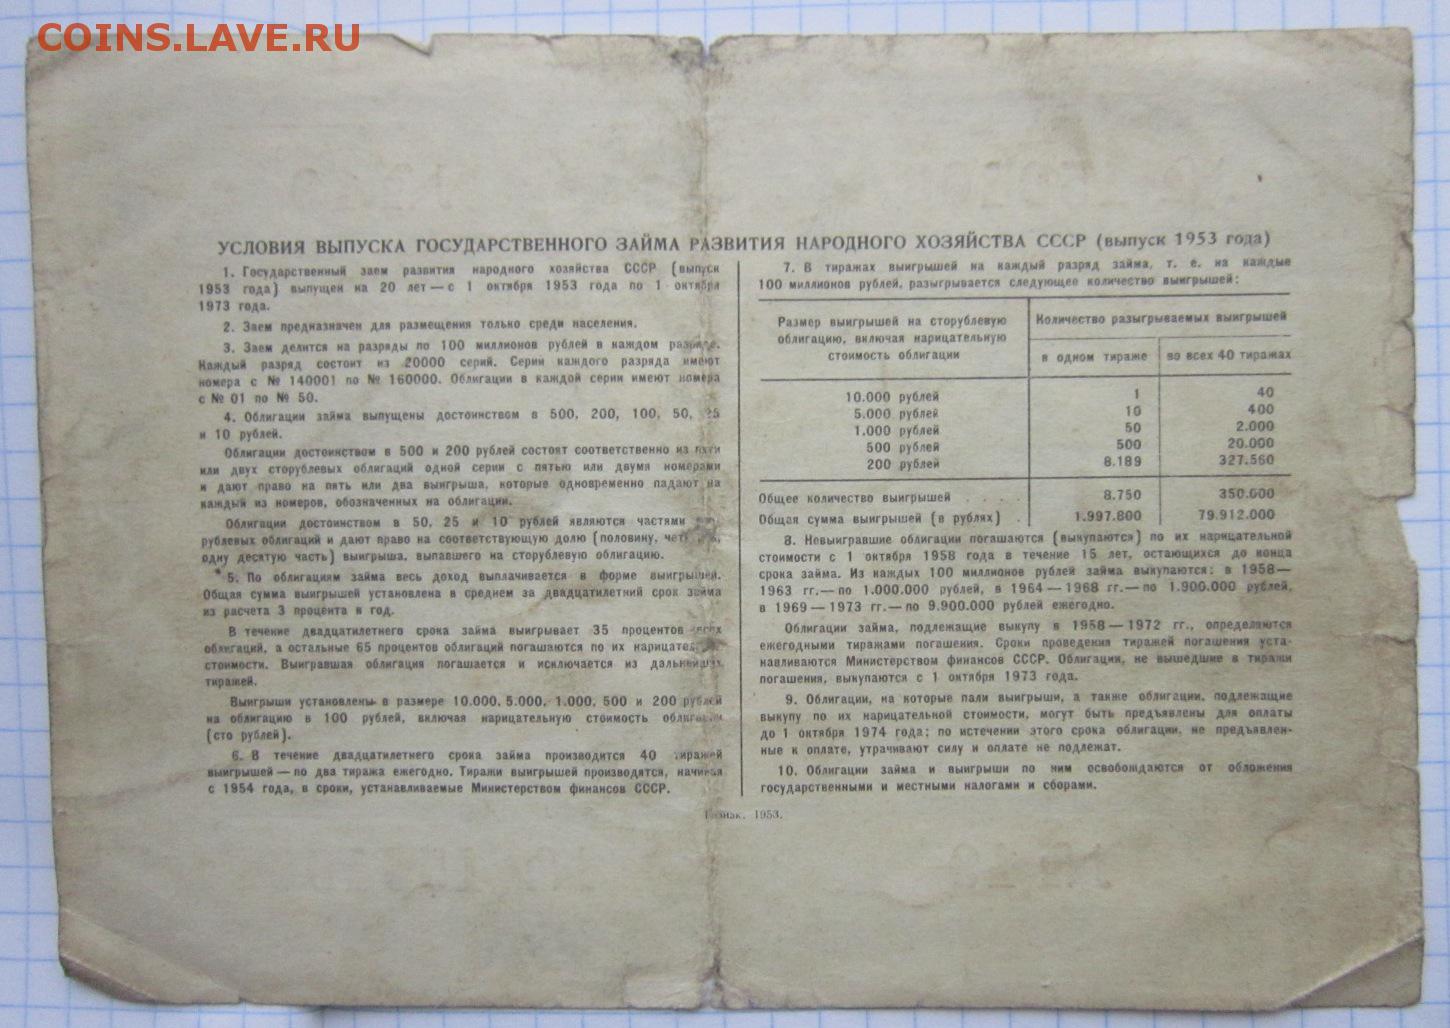 COINS.LAVE.RU
УСЛОВИЯ ВЫПУСКА ГОСУДАРСТВЕННОГО ЗАЙМА РАЗВИТИЯ НАРОДНОГО ХОЗЯЙСТВА СССР (выпуск 1953 года)
1. Государственный заем развития народного хозяйства СССР (выпуск
1953 года) выпущен на 20 лет — с 1 октября 1953 года по 1 октября
1973 года.
2. Заем предназначен для размещения только среди населения.
3. Заем делится на разряды по 100 миллионов рублей в каждом разряде.
Каждый разряд состоит из 20000 серий. Серии каждого разряда имеют
номера с № 140001 по № 160000. Облигации в каждой серии имеют номера
с № 01 по № 50.
4. Облигации займа выпущены достоинством в 500, 200, 100, 50, 25
и 10 рублей.
Облигации достоинством в 500 и 200 рублей состоят соответственно из пяти
или двух сторублевых облигаций одной серии с пятью или двумя номерами
и дают право на пять или два выигрыша, которые одновременно падают на
каждый из номеров, обозначенных на облигации.
Облигации достоинством в 50, 25 и 10 рублей являются частями
рублевых облигаций и дают право на соответствующую долю (половину,
одну десятую часть) выигрыша, выпавшего на сторублевую облигацию.
5. По облигациям займа весь доход выплачивается в форме выигрышей.
Общая сумма выигрышей установлена в среднем за двадцатилетний срок займа
из расчета 3 процента в год.
В течение двадцатилетнего срока займа выигрывает 35 процентов всех
облигаций, а остальные 65 процентов облигаций погашаются по их
стоимости. Выигравшая облигация погашается и исключается из дальнейших
тиражей.
Выигрыши установлены в размере 10.000, 5.000, 1.000, 500 и 200 рублей
на облигацию в 100 рублей, включая нарицательную стоимость облигации
(сто рублей).
6. В течение двадцатилетнего срока займа производится 40 тиражей
выигрышей — по два тиража ежегодно. Тиражи выигрышей производятся, начиная
с 1954 года, в сроки, устанавливаемые Министерством финансов СССР.
7. В тиражах выигрышей на каждый разряд займа, т. е. на каждые
100 миллионов рублей, разыгрывается следующее количество выигрышей:
Размер выигрышей на сторублевую
облигацию, включая нарицательную
стоимость облигации
Количество разыгрываемых выигрышей
в одном тираже во всех 40 тиражах
10.000 рублей 1 40
5.000 рублей 10 400
1.000 рублей 50 2.000
500 рублей 500 20.000
200 рублей 8.189 327.560
Общее количество выигрышей . . . . 8.750 350.000
Общая сумма выигрышей (в рублях) . 1.997.800 79.912.000
8. Невыигравшие облигации погашаются (выкупаются) по их нарицательной
стоимости с 1 октября 1958 года в течение 15 лет, остающихся до конца
срока займа. Из каждых 100 миллионов рублей займа выкупаются: в 1958—
1963 гг.— по 1.000.000 рублей, в 1964 — 1968 гг.— по 1.900.000 рублей,
в 1969 — 1973 гг.— по 9.900.000 рублей ежегодно.
Облигации займа, подлежащие выкупу в 1958 — 1972 гг., определяются
ежегодными тиражами погашения. Сроки проведения тиражей погашения уста-
навливаются Министерством финансов СССР. Облигации, не вышедшие в тиражи
погашения, выкупаются с 1 октября 1973 года.
9. Облигации, на которые пали выигрыши, а также облигации, подлежащие
выкупу по их нарицательной стоимости, могут быть предъявлены для оплаты
до 1 октября 1974 года; по истечении этого срока облигации, не предъявлен-
ные к оплате, утрачивают силу и оплате не подлежат.
10. Облигации займа и выигрыши по ним освобождаются от обложения
государственными и местными налогами и сборами.
Гознак. 1953.